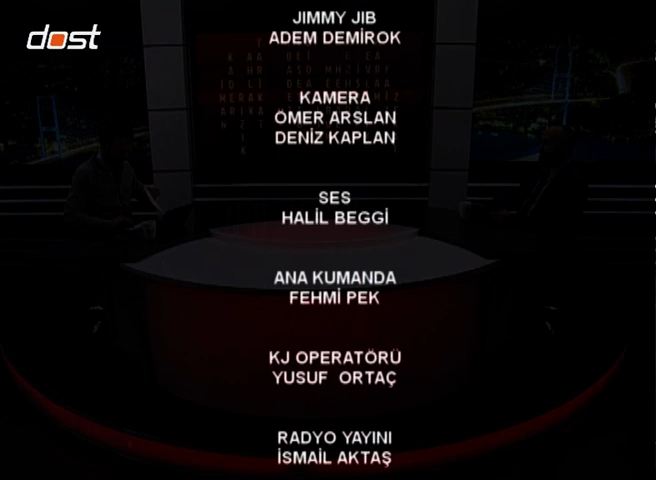 dost
JIMMY JIB
ADEM DEMİROK
KAMERA
ÖMER ARSLAN
DENİZ KAPLAN
SES
HALİL BEGGİ
ANA KUMANDA
FEHMİ PEK
KJ OPERATÖRÜ
YUSUF ORTAÇ
RADYO YAYINI
İSMAİL AKTAŞ